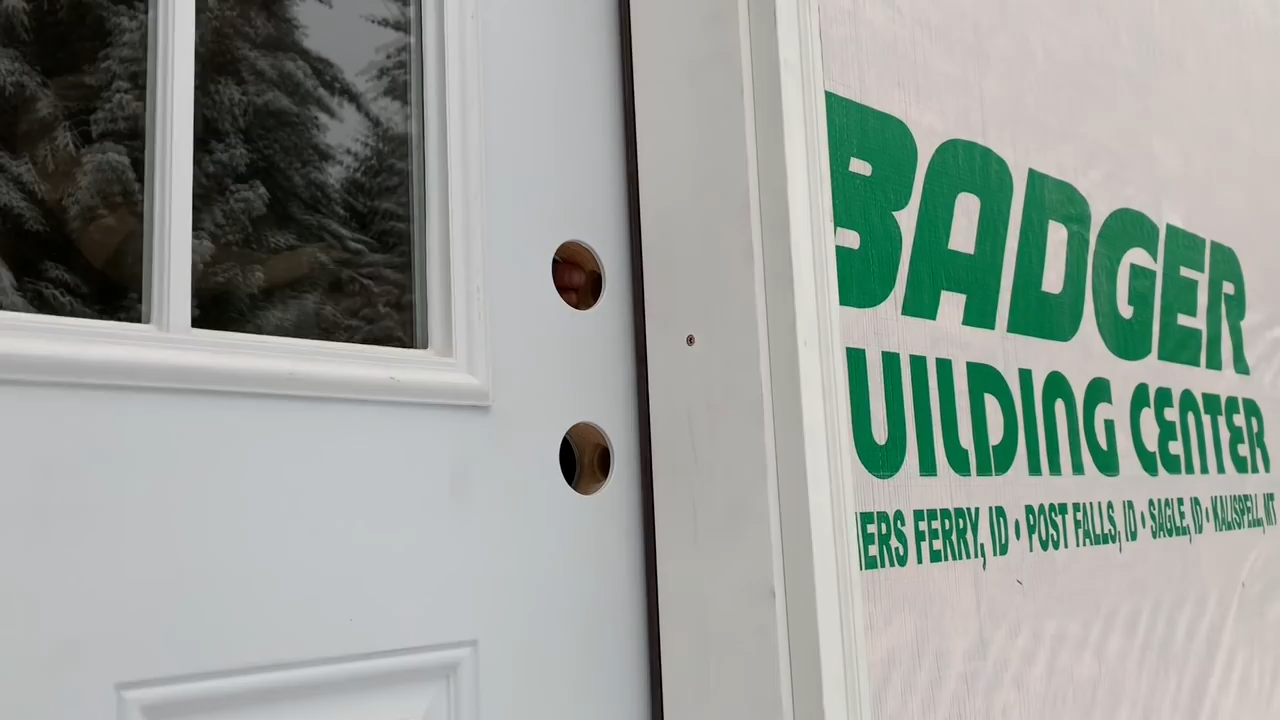 BADGER
UILDING CENTER
ERS FERRY, ID • POST FALLS, ID • SAGLE, ID • KALISPELL, MT